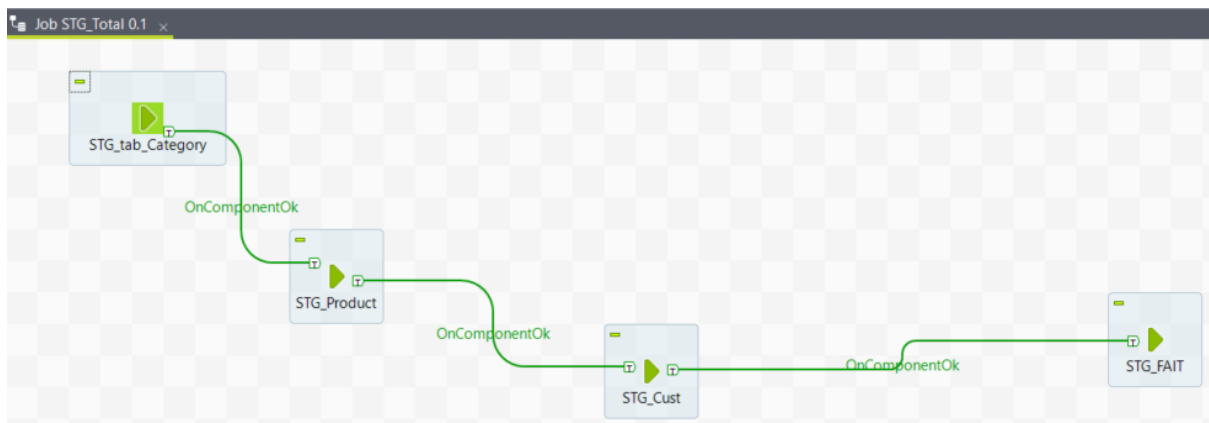 Job STG_Total 0.1
STG_tab_Category
OnComponentOk
STG_Product
OnComponentOk
STG_Cust
OnComponentOk
STG_FAIT